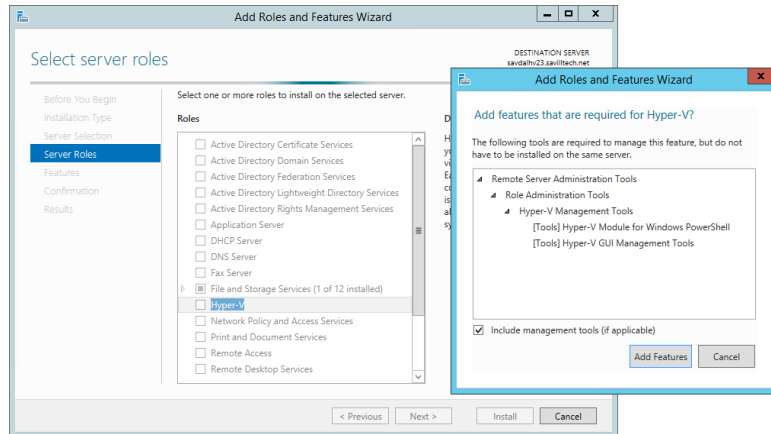 Add Roles and Features Wizard
Select server roles
DESTINATION SERVER
savdalhv23.savilltech.net
Before You Begin
Installation Type
Server Selection
Server Roles
Features
Confirmation
Results
Select one or more roles to install on the selected server.
Roles
Active Directory Certificate Services
Active Directory Domain Services
Active Directory Federation Services
Active Directory Lightweight Directory Services
Active Directory Rights Management Services
Application Server
DHCP Server
DNS Server
Fax Server
File and Storage Services (1 of 12 installed)
Hyper-V
Network Policy and Access Services
Print and Document Services
Remote Access
Remote Desktop Services
< Previous
Next >
Install
Cancel
Add Roles and Features Wizard
Add features that are required for Hyper-V?
The following tools are required to manage this feature, but do not
have to be installed on the same server.
Remote Server Administration Tools
Role Administration Tools
Hyper-V Management Tools
[Tools] Hyper-V Module for Windows PowerShell
[Tools] Hyper-V GUI Management Tools
Include management tools (if applicable)
Add Features
Cancel